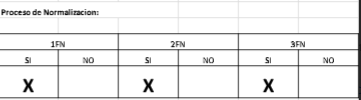 Proceso de Normalizacion:
1FN 2FN 3FN
SI NO SI NO SI NO
X X X